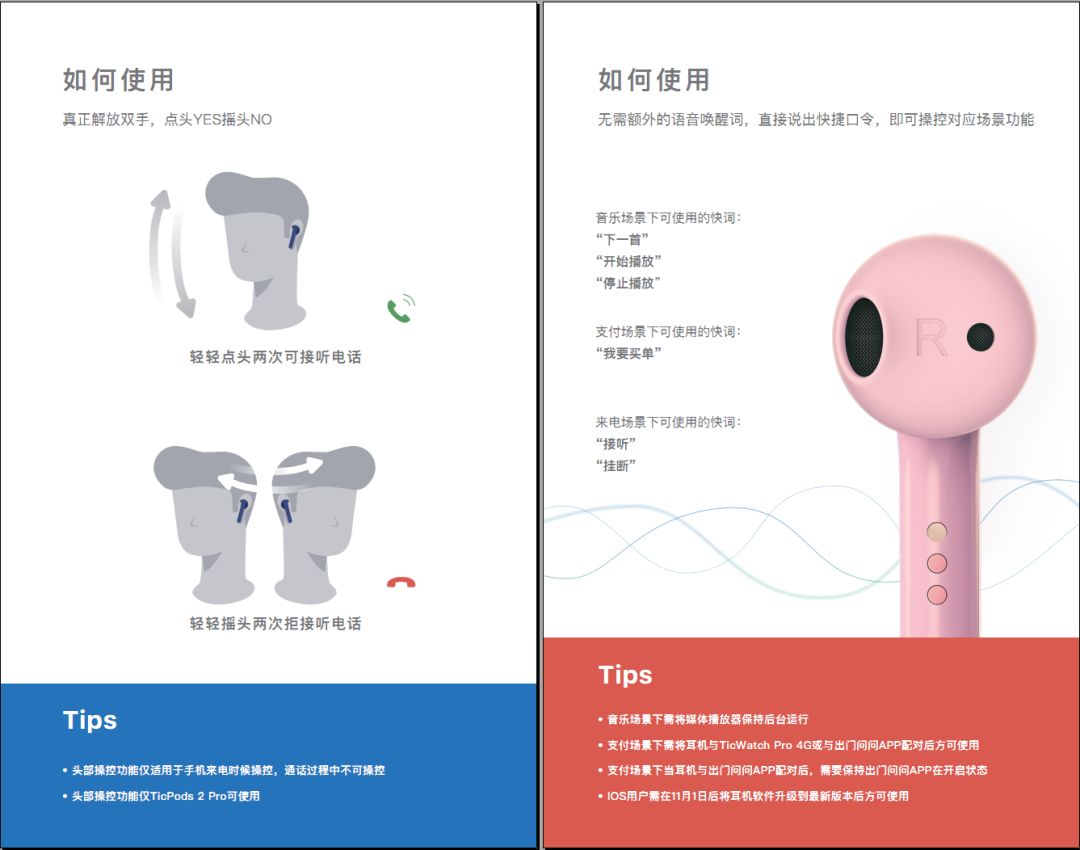 如何使用
真正解放双手，点头YES摇头NO
轻轻点头两次可接听电话
轻轻摇头两次拒接听电话
Tips
• 头部操控功能仅适用于手机来电时候操控，通话过程中不可操控
• 头部操控功能仅TicPods 2 Pro可使用
如何使用
无需额外的语音唤醒词，直接说出快捷口令，即可操控对应场景功能
音乐场景下可使用的快词：
“下一首”
“开始播放”
“停止播放”
支付场景下可使用的快词：
“我要买单”
来电场景下可使用的快词：
“接听”
“挂断”
R
Tips
• 音乐场景下需将媒体播放器保持后台运行
• 支付场景下需将耳机与TicWatch Pro 4G或与出门问问APP配对后方可使用
• 支付场景下当耳机与出门问问APP配对后，需要保持出门问问APP在开启状态
• IOS用户需在11月1日后将耳机软件升级到最新版本后方可使用